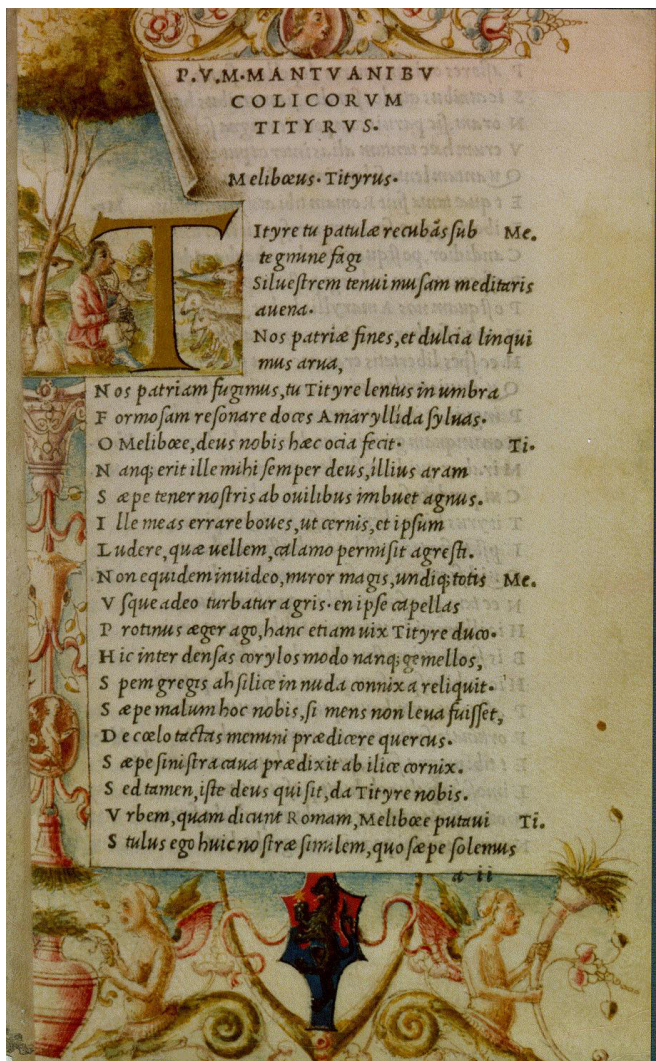 P.V.M.MANTVANI BV
COLICORVM
TITYRVS.
Melibœus. Tityrus.
Tityre tu patulæ recubãs sub Me.
tegmine fagi
Siluestrem tenui musam meditaris
auena.
Nos patriæ fines, et dulcia linqui
mus arua,
Nos patriam fugimus, tu Tityre lentus in umbra
Formosam resonare doces Amaryllida syluas.
O Melibœe, deus nobis hæc ocia fecit. Ti.
Nanq; erit ille mihi semper deus, illius aram
Sæpe tener nostris ab ouilibus imbuet agnus.
Ille meas errare boues, ut cernis, et ipsum
Ludere, quæ uellem, calamo permisit agresti.
Non equidem inuideo, miror magis, undiq; totis Me.
Vsque adeo turbatur agris. en ipse capellas
Protinus æger ago, hanc etiam uix Tityre duco.
Hic inter densas corylos modo nanq; gemellos,
Spem gregis ah silice in nuda connixa reliquit.
Sæpe malum hoc nobis, si mens non leua fuisset,
De cœlo tactas memini prædicere quercus.
Sæpe sinistra caua prædixit ab ilice cornix.
Sed tamen, iste deus qui sit, da Tityre nobis.
Vrbem, quam dicunt Romam, Melibœe putaui Ti.
Stulus ego huic nostræ similem, quo sæpe solemus
a ii